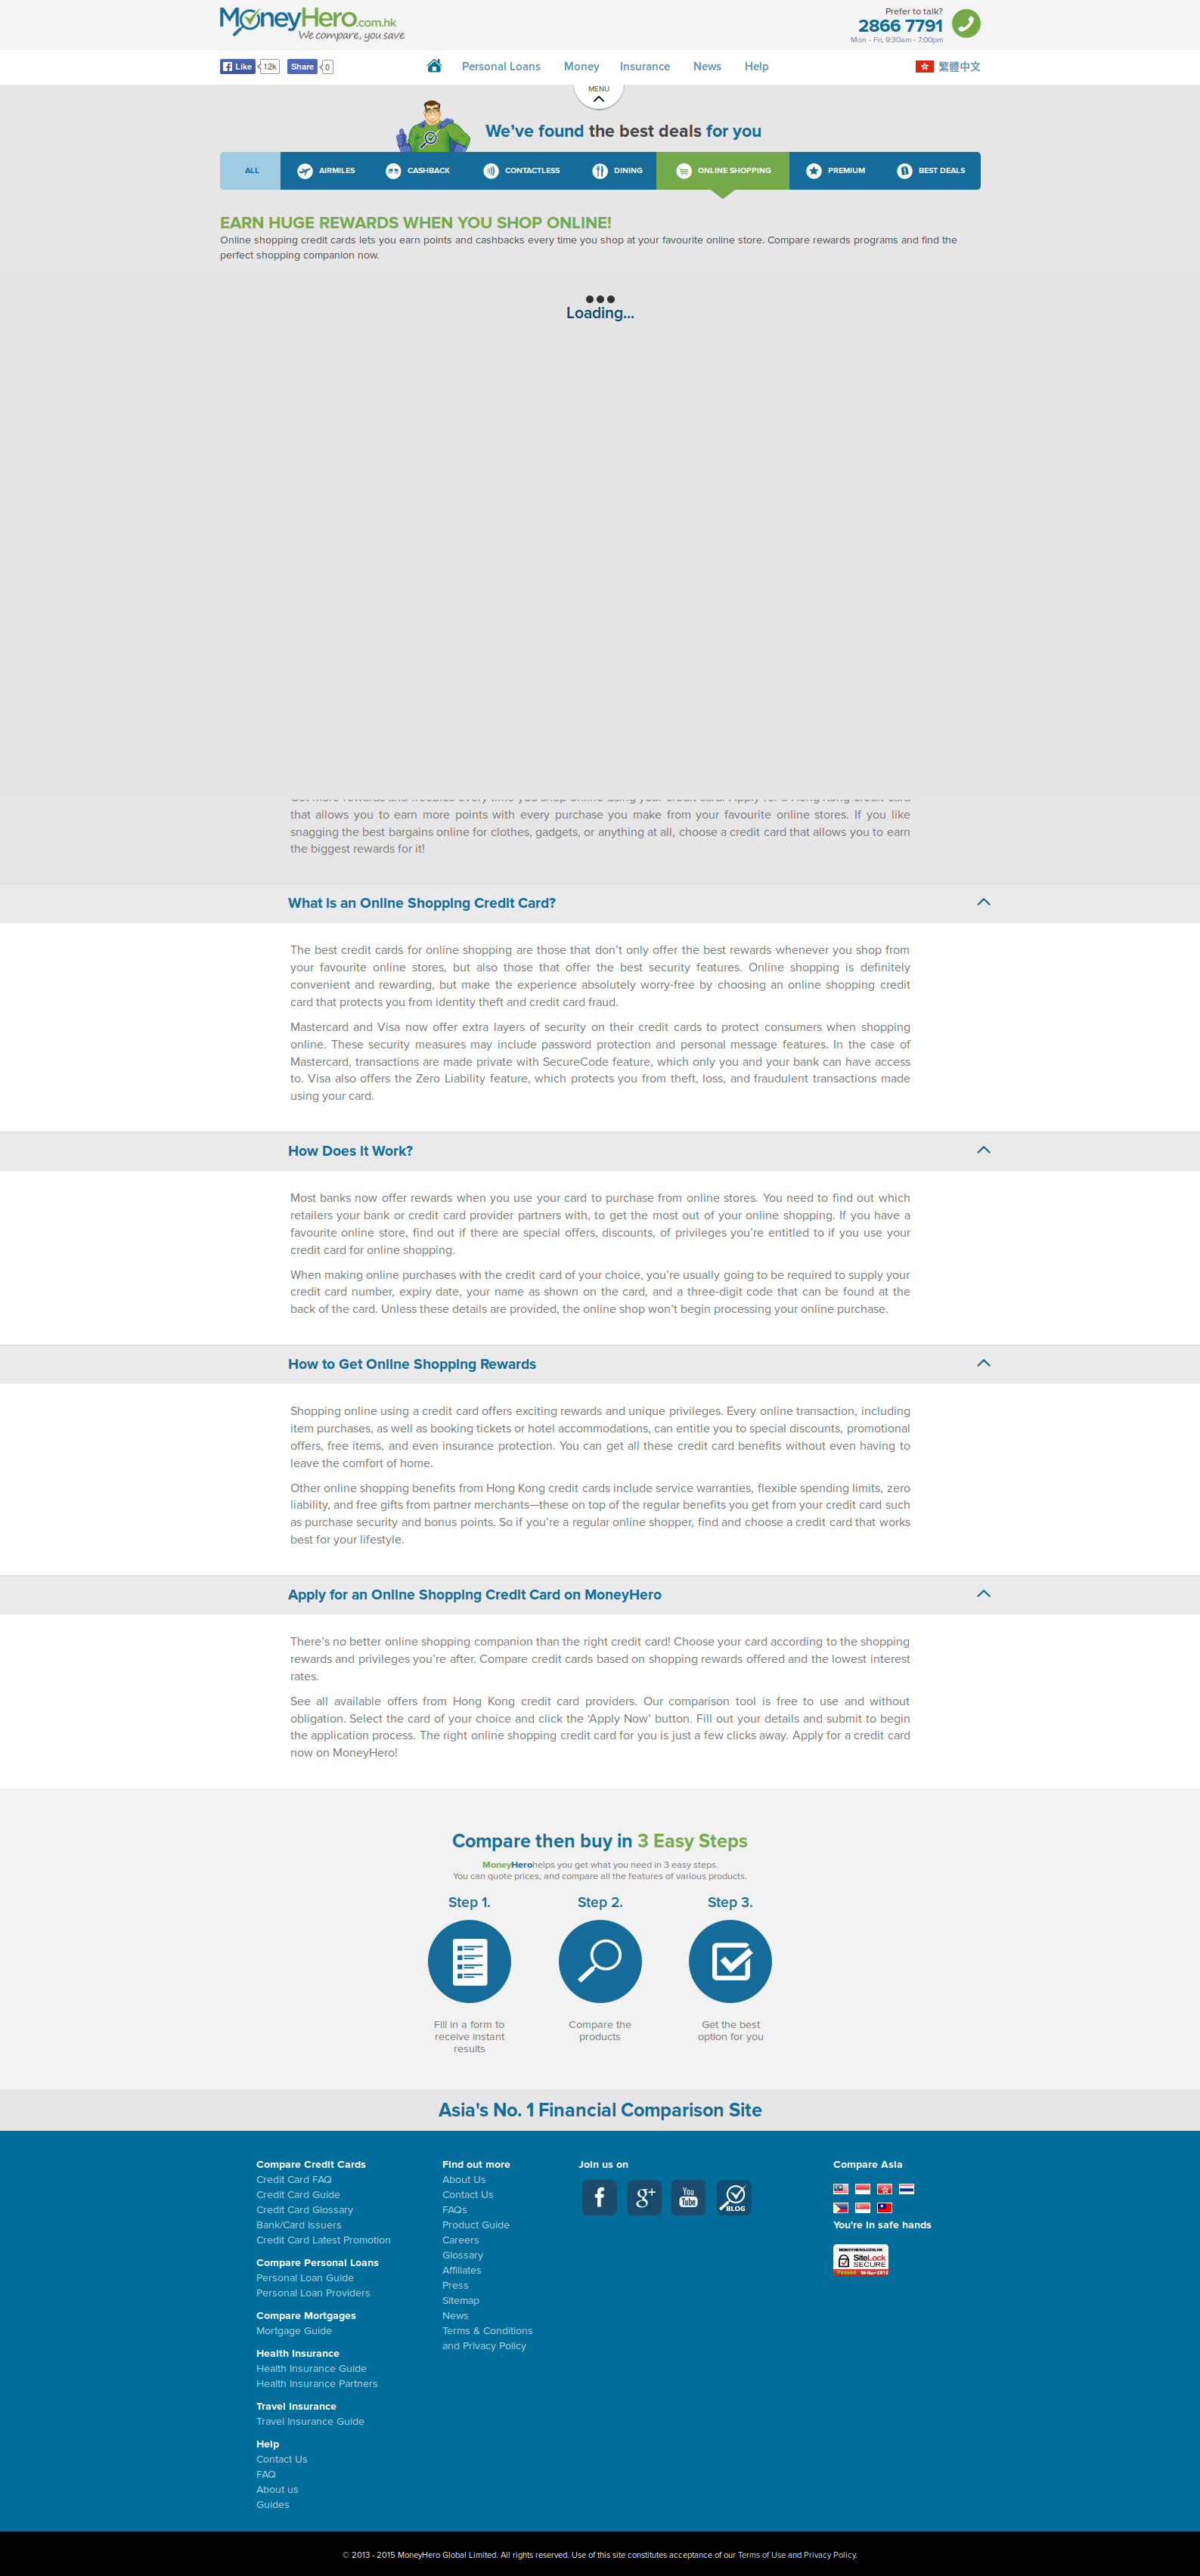 MoneyHero.com.hk
We compare, you save
Prefer to talk?
2866 7791
Mon - Fri, 9:30am - 7:00pm
Like 12k Share 0
Personal Loans Money Insurance News Help
繁體中文
MENU
We've found the best deals for you
ALL AIRMILES CASHBACK CONTACTLESS DINING ONLINE SHOPPING PREMIUM BEST DEALS
EARN HUGE REWARDS WHEN YOU SHOP ONLINE!
Online shopping credit cards lets you earn points and cashbacks every time you shop at your favourite online store. Compare rewards programs and find the
perfect shopping companion now.
Loading...
Get more rewards and freebies every time you shop online using your credit card. Apply for a Hong Kong credit card
that allows you to earn more points with every purchase you make from your favourite online stores. If you like
snagging the best bargains online for clothes, gadgets, or anything at all, choose a credit card that allows you to earn
the biggest rewards for it!
What is an Online Shopping Credit Card?
The best credit cards for online shopping are those that don't only offer the best rewards whenever you shop from
your favourite online stores, but also those that offer the best security features. Online shopping is definitely
convenient and rewarding, but make the experience absolutely worry-free by choosing an online shopping credit
card that protects you from identity theft and credit card fraud.
Mastercard and Visa now offer extra layers of security on their credit cards to protect consumers when shopping
online. These security measures may include password protection and personal message features. In the case of
Mastercard, transactions are made private with SecureCode feature, which only you and your bank can have access
to. Visa also offers the Zero Liability feature, which protects you from theft, loss, and fraudulent transactions made
using your card.
How Does it Work?
Most banks now offer rewards when you use your card to purchase from online stores. You need to find out which
retailers your bank or credit card provider partners with, to get the most out of your online shopping. If you have a
favourite online store, find out if there are special offers, discounts, of privileges you're entitled to if you use your
credit card for online shopping.
When making online purchases with the credit card of your choice, you're usually going to be required to supply your
credit card number, expiry date, your name as shown on the card, and a three-digit code that can be found at the
back of the card. Unless these details are provided, the online shop won't begin processing your online purchase.
How to Get Online Shopping Rewards
Shopping online using a credit card offers exciting rewards and unique privileges. Every online transaction, including
item purchases, as well as booking tickets or hotel accommodations, can entitle you to special discounts, promotional
offers, free items, and even insurance protection. You can get all these credit card benefits without even having to
leave the comfort of home.
Other online shopping benefits from Hong Kong credit cards include service warranties, flexible spending limits, zero
liability, and free gifts from partner merchants—these on top of the regular benefits you get from your credit card such
as purchase security and bonus points. So if you're a regular online shopper, find and choose a credit card that works
best for your lifestyle.
Apply for an Online Shopping Credit Card on MoneyHero
There's no better online shopping companion than the right credit card! Choose your card according to the shopping
rewards and privileges you're after. Compare credit cards based on shopping rewards offered and the lowest interest
rates.
See all available offers from Hong Kong credit card providers. Our comparison tool is free to use and without
obligation. Select the card of your choice and click the 'Apply Now' button. Fill out your details and submit to begin
the application process. The right online shopping credit card for you is just a few clicks away. Apply for a credit card
now on MoneyHero!
Compare then buy in 3 Easy Steps
MoneyHerohelps you get what you need in 3 easy steps.
You can quote prices, and compare all the features of various products.
Step 1. Step 2. Step 3.
Fill in a form to
receive instant
results
Compare the
products
Get the best
option for you
Asia's No. 1 Financial Comparison Site
Compare Credit Cards
Credit Card FAQ
Credit Card Guide
Credit Card Glossary
Bank/Card Issuers
Credit Card Latest Promotion
Compare Personal Loans
Personal Loan Guide
Personal Loan Providers
Compare Mortgages
Mortgage Guide
Health Insurance
Health Insurance Guide
Health Insurance Partners
Travel Insurance
Travel Insurance Guide
Help
Contact Us
FAQ
About us
Guides
Find out more
About Us
Contact Us
FAQs
Product Guide
Careers
Glossary
Affiliates
Press
Sitemap
News
Terms & Conditions
and Privacy Policy
Join us on
You Tube
BLOG
Compare Asia
You're in safe hands
MONEYHERO.COM.HK
SiteLock
SECURE
Passed
© 2013 - 2015 MoneyHero Global Limited. All rights reserved. Use of this site constitutes acceptance of our Terms of Use and Privacy Policy.